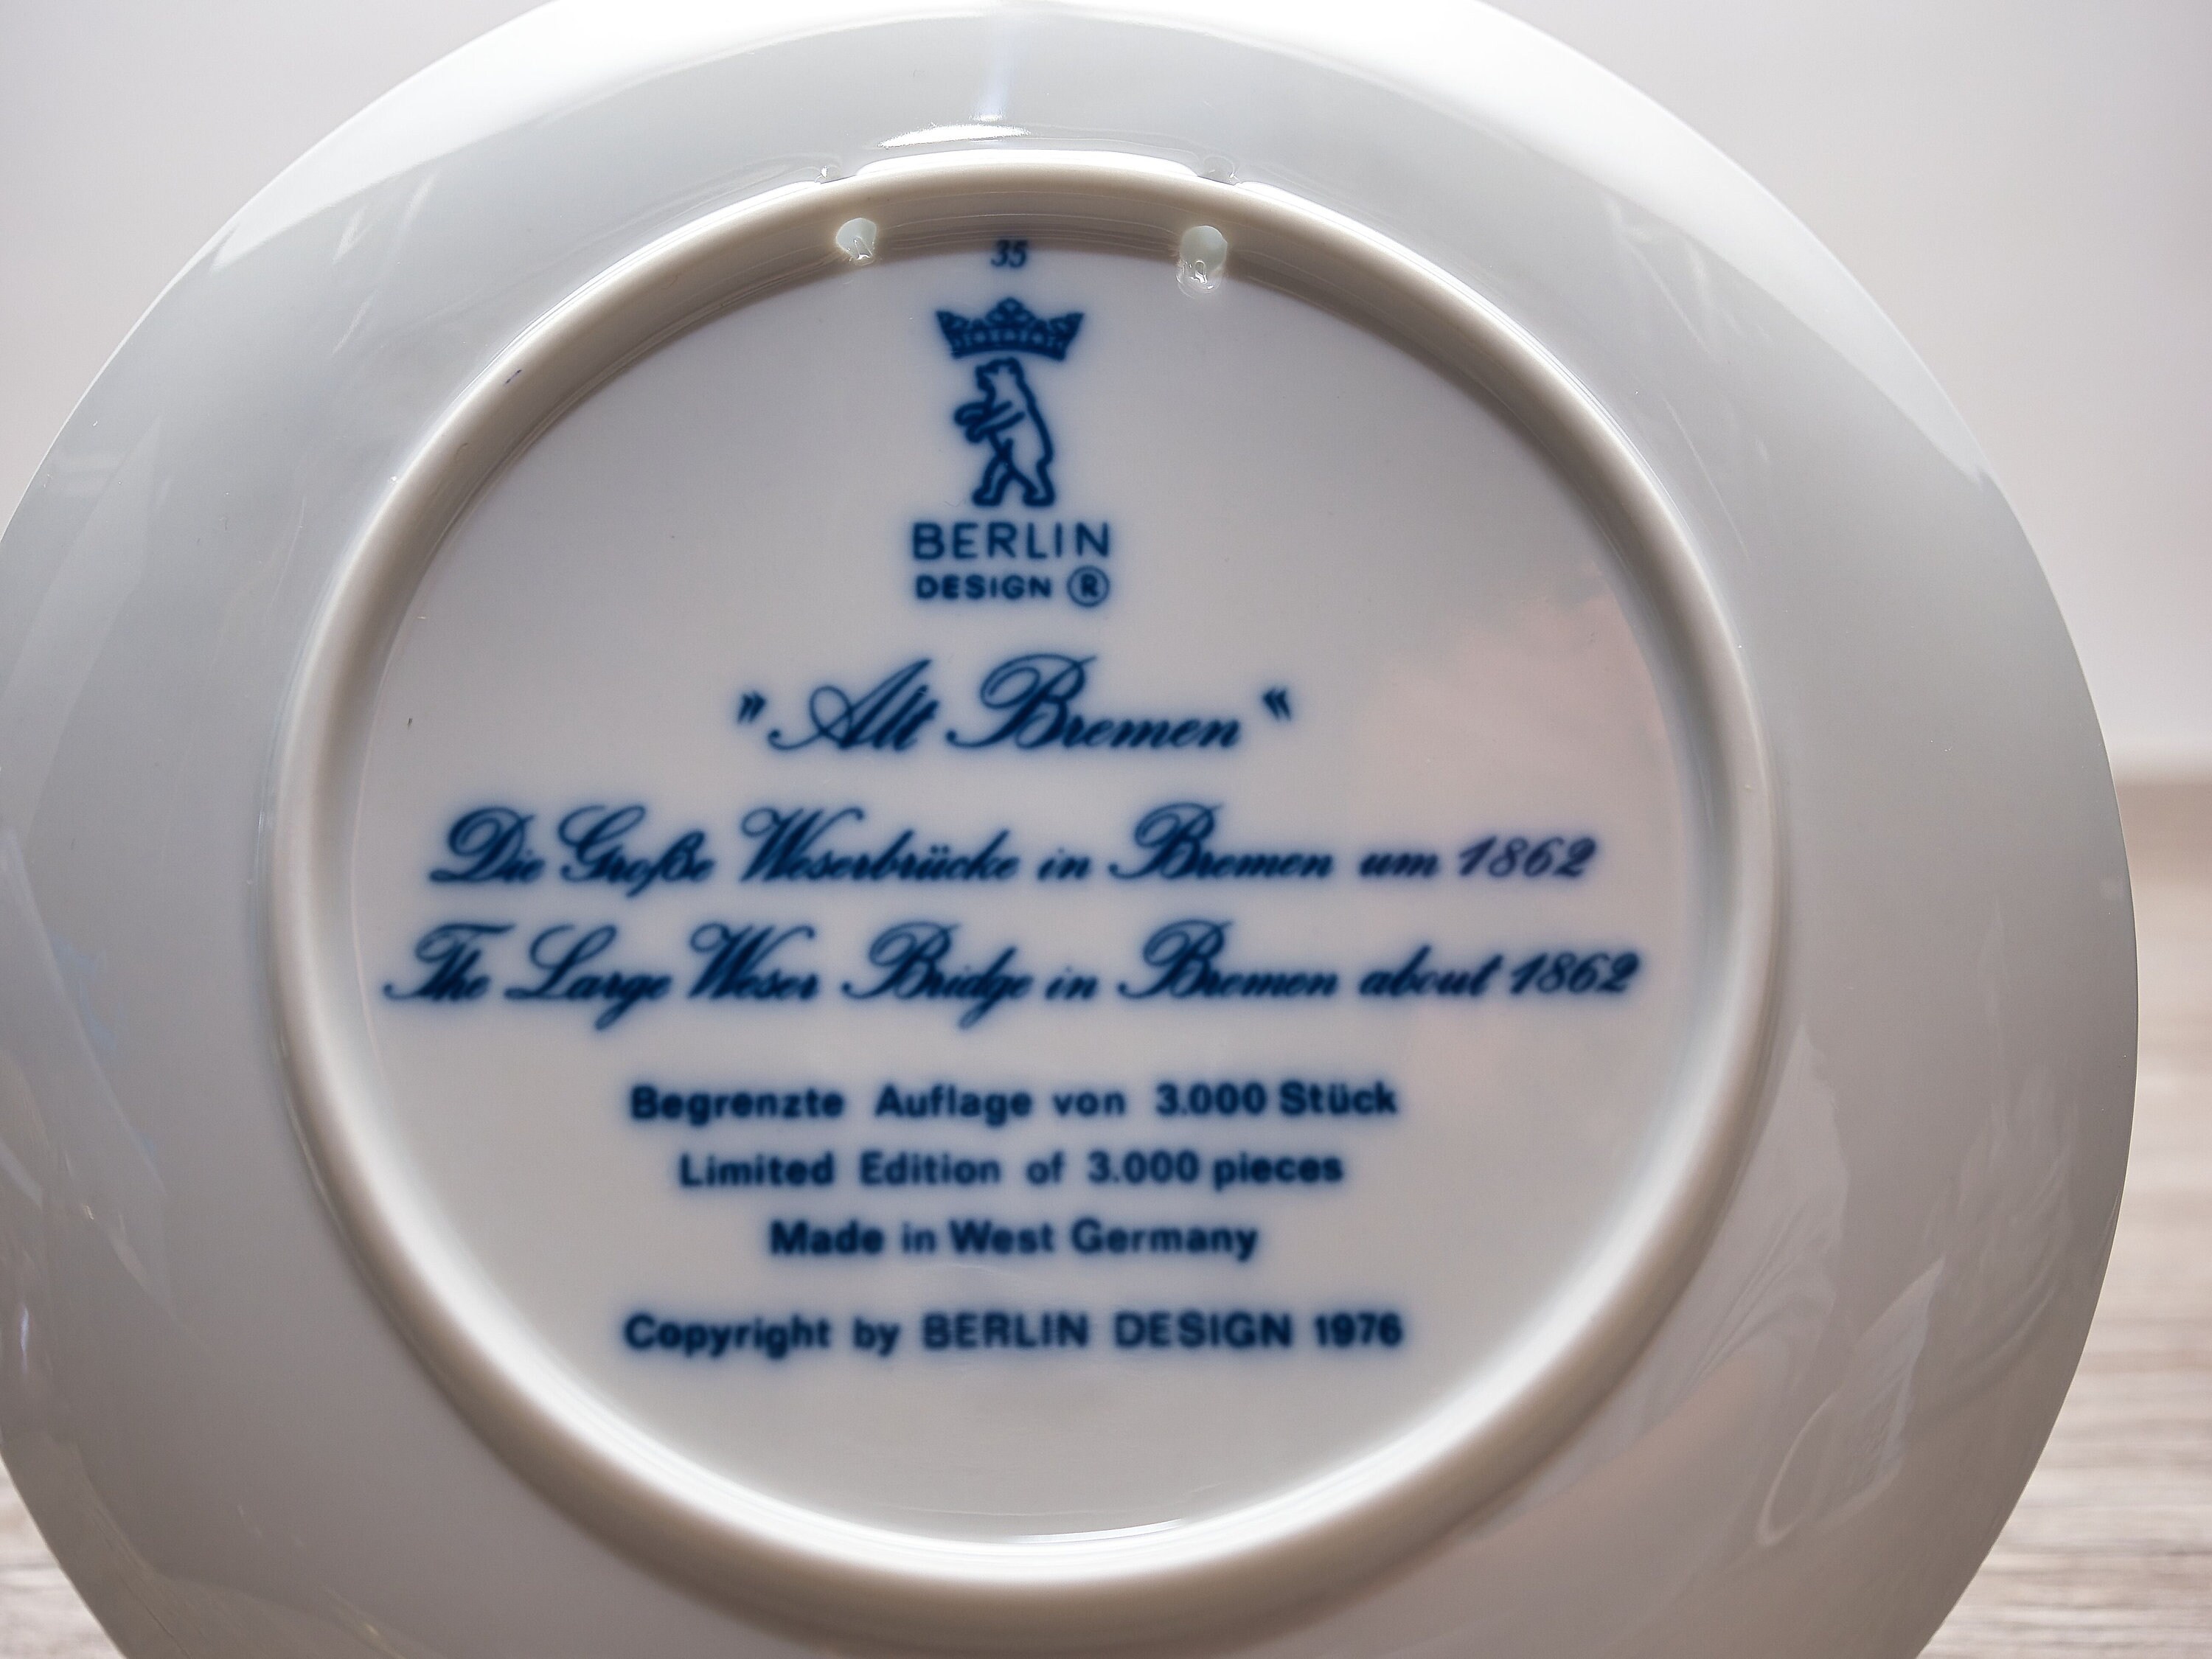 35
BERLIN
DESIGN ®
„Alt Bremen“
Die Große Weserbrücke in Bremen um 1862
The Large Weser Bridge in Bremen about 1862
Begrenzte Auflage von 3.000 Stück
Limited Edition of 3.000 pieces
Made in West Germany
Copyright by BERLIN DESIGN 1976